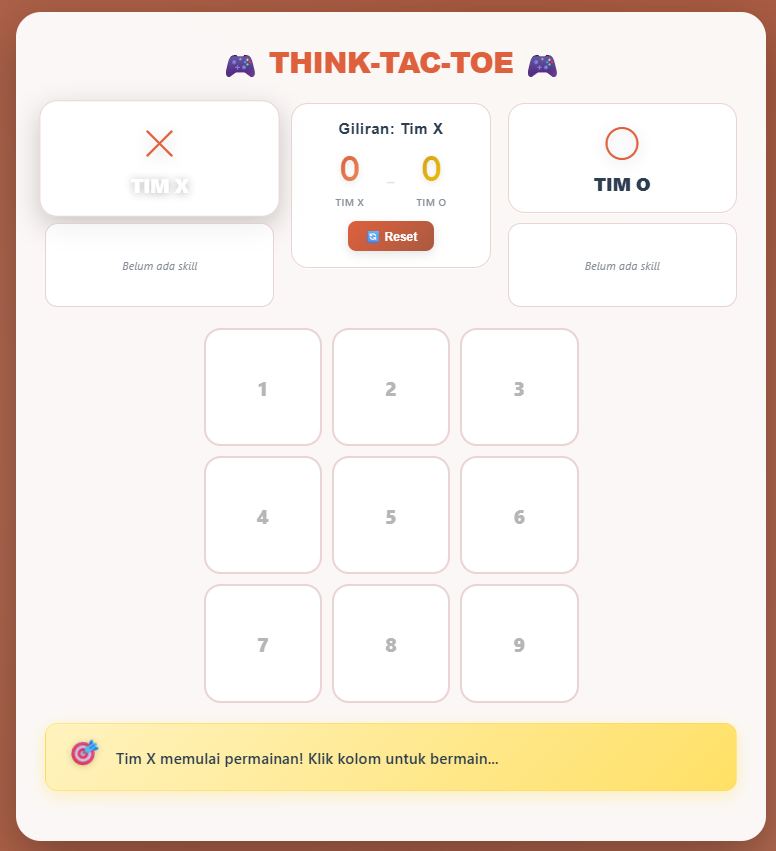 THINK-TAC-TOE
TIM X
Belum ada skill
Giliran: Tim X
0 – 0
TIM X TIM O
Reset
TIM O
Belum ada skill
1 2 3
4 5 6
7 8 9
Tim X memulai permainan! Klik kolom untuk bermain...